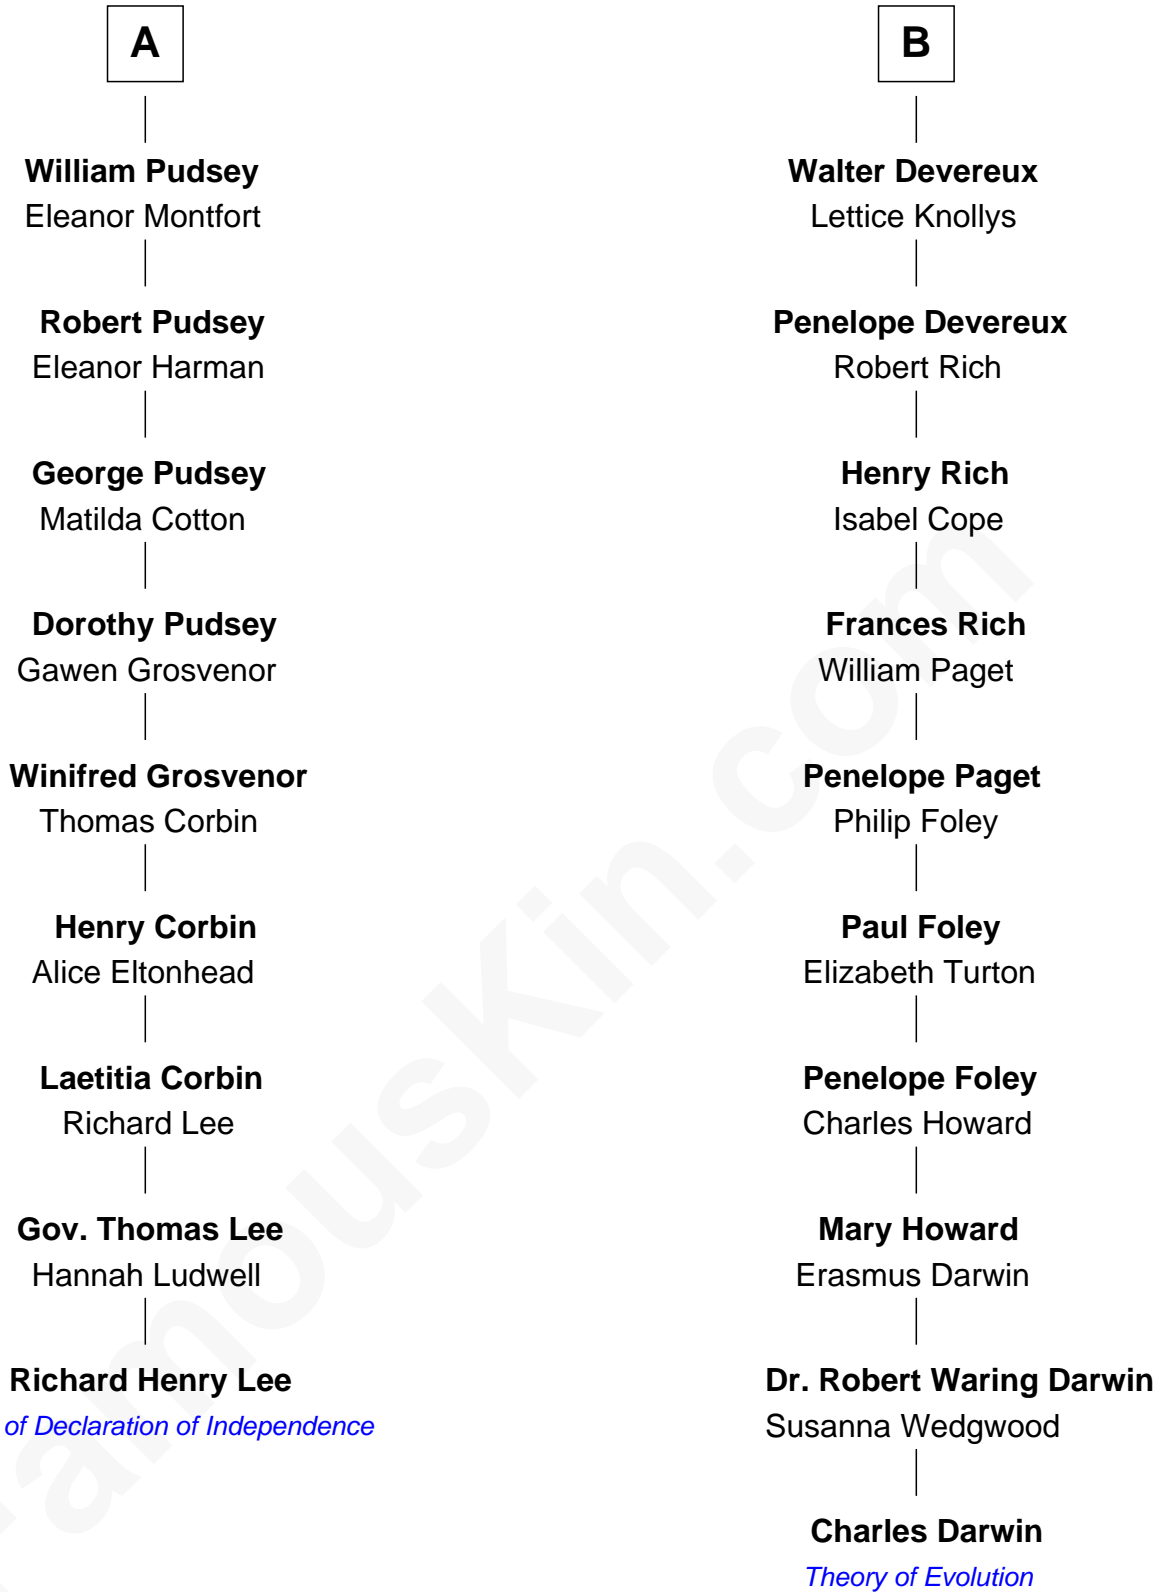 A
William Pudsey
Eleanor Montfort
Robert Pudsey
Eleanor Harman
George Pudsey
Matilda Cotton
Dorothy Pudsey
Gawen Grosvenor
Winifred Grosvenor
Thomas Corbin
Henry Corbin
Alice Eltonhead
Laetitia Corbin
Richard Lee
Gov. Thomas Lee
Hannah Ludwell
Richard Henry Lee
of Declaration of Independence
B
Walter Devereux
Lettice Knollys
Penelope Devereux
Robert Rich
Henry Rich
Isabel Cope
Frances Rich
William Paget
Penelope Paget
Philip Foley
Paul Foley
Elizabeth Turton
Penelope Foley
Charles Howard
Mary Howard
Erasmus Darwin
Dr. Robert Waring Darwin
Susanna Wedgwood
Charles Darwin
Theory of Evolution
amousKin.com